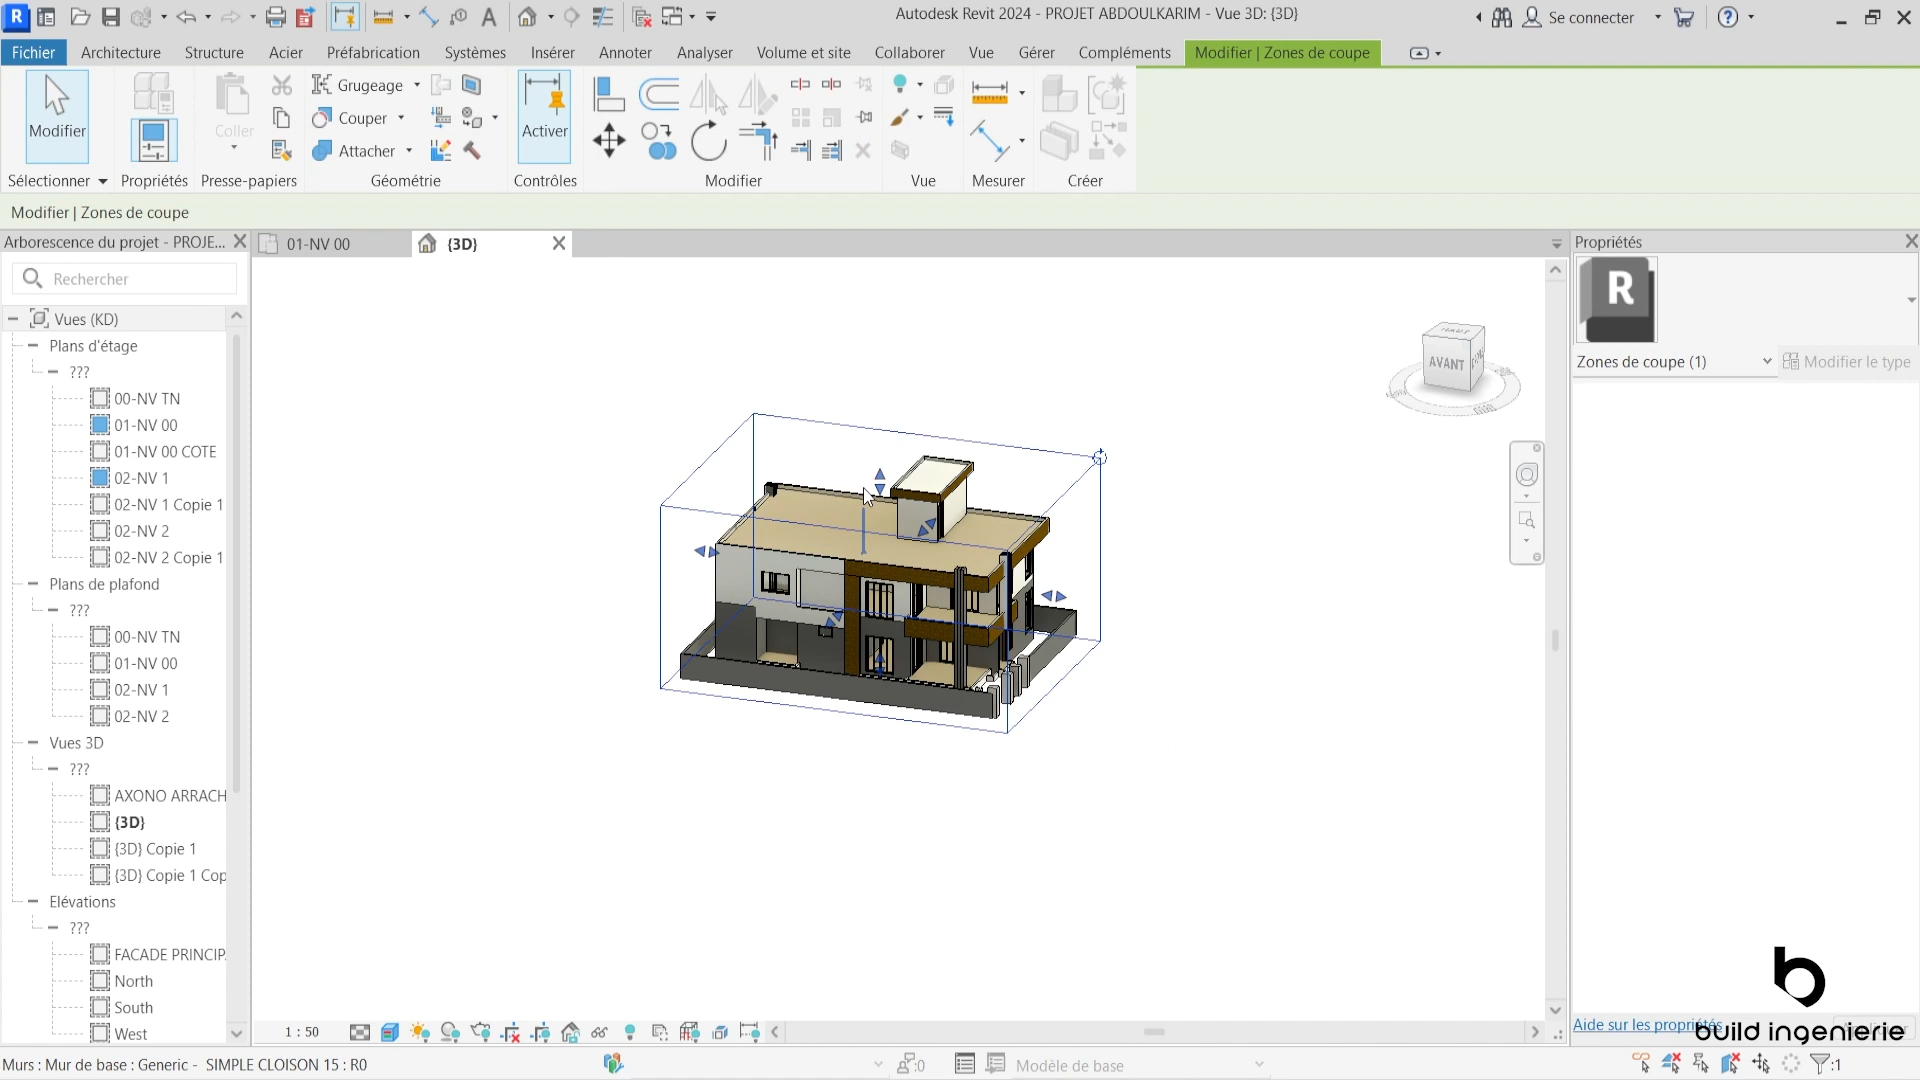 Autodesk Revit 2024 - PROJET ABDOULKARIM - Vue 3D: {3D}
Se connecter
Fichier Architecture Structure Acier Préfabrication Systèmes Insérer Annoter Analyser Volume et site Collaborer Vue Gérer Compléments Modifier | Zones de coupe
Modifier
Coller
Grugeage
Couper
Attacher
Activer
Sélectionner Propriétés Presse-papiers Géométrie Contrôles Modifier Vue Mesurer Créer
Modifier | Zones de coupe
Arborescence du projet - PROJE...
Rechercher
Vues (KD)
Plans d'étage
???
00-NV TN
01-NV 00
01-NV 00 COTE
02-NV 1
02-NV 1 Copie 1
02-NV 2
02-NV 2 Copie 1
Plans de plafond
???
00-NV TN
01-NV 00
02-NV 1
02-NV 2
Vues 3D
???
AXONO ARRACH
{3D}
{3D} Copie 1
{3D} Copie 1 Cop
Elévations
???
FACADE PRINCIP
North
South
West
01-NV 00
{3D}
HAUT
AVANT
1 : 50
Propriétés
R
Zones de coupe (1)
Modifier le type
Aide sur les propriétés
b
build ingenierie
Murs : Mur de base : Generic - SIMPLE CLOISON 15 : R0
:0
Modèle de base
:1